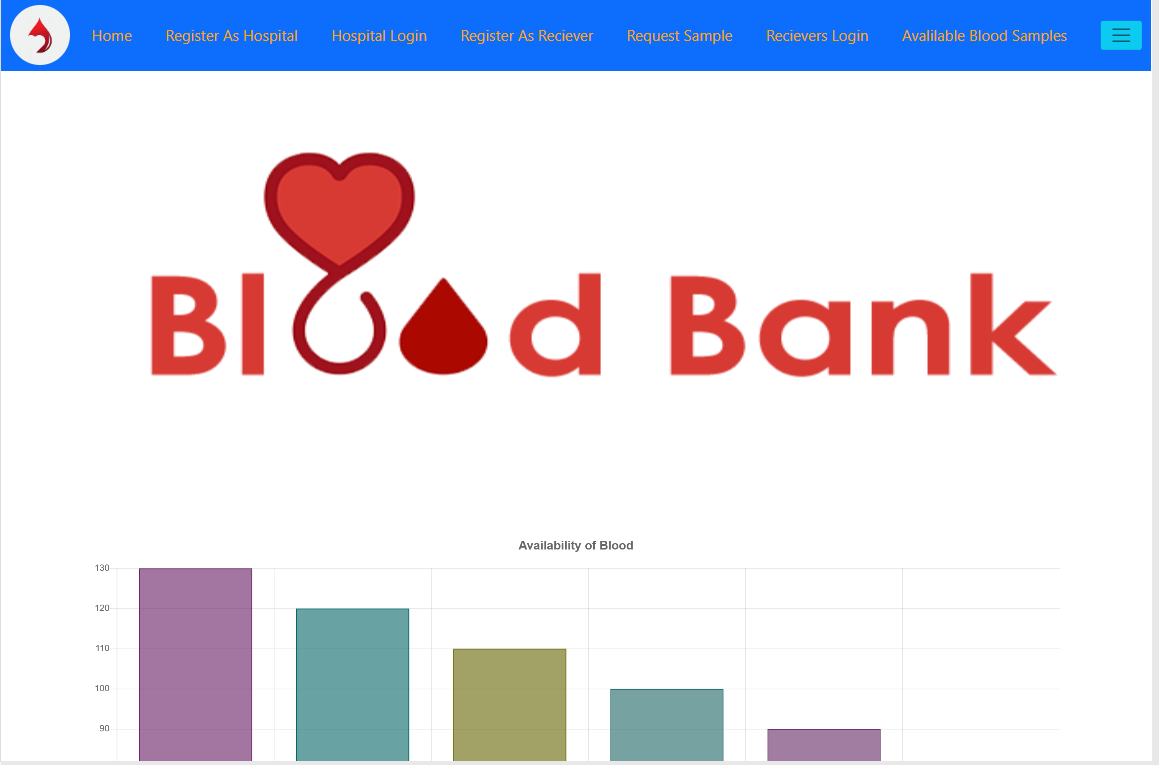 Home Register As Hospital Hospital Login Register As Reciever Request Sample Recievers Login Avalilable Blood Samples
Blood Bank
Availability of Blood
130
120
110
100
90